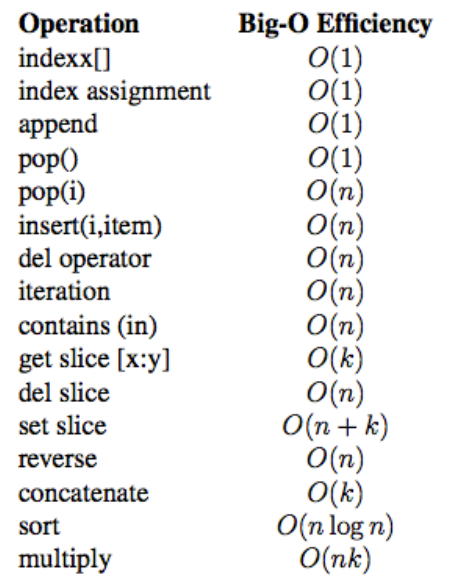 Operation Big-O Efficiency
indexx[] O(1)
index assignment O(1)
append O(1)
pop() O(1)
pop(i) O(n)
insert(i,item) O(n)
del operator O(n)
iteration O(n)
contains (in) O(n)
get slice [x:y] O(k)
del slice O(n)
set slice O(n + k)
reverse O(n)
concatenate O(k)
sort O(n log n)
multiply O(nk)